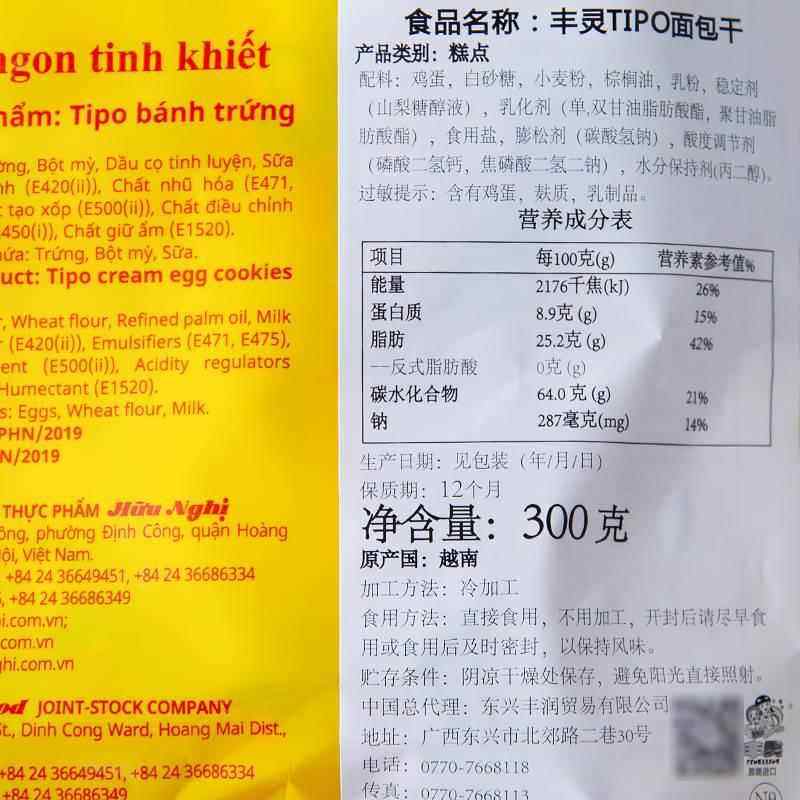 ngon tinh khiết
hẩm: Tipo bánh trứng
ờng, Bột mỳ, Dầu cọ tinh luyện, Sữa
nh (E420(ii)), Chất nhũ hóa (E471,
t tạo xốp (E500(ii)), Chất điều chỉnh
450(i)), Chất giữ ẩm (E1520).
hứa: Trứng, Bột mỳ, Sữa.
uct: Tipo cream egg cookies
r, Wheat flour, Refined palm oil, Milk
r (E420(ii)), Emulsifiers (E471, E475),
ent (E500(ii)), Acidity regulators
Humectant (E1520).
s: Eggs, Wheat flour, Milk.
PHN/2019
N/2019
THỰC PHẨM Hữu Nghị
ông, phường Định Công, quận Hoàng
Nội, Việt Nam.
+84 24 36649451, +84 24 36686334
, +84 24 36686349
i.com.vn;
com.vn
ghi.com.vn
od JOINT-STOCK COMPANY
St., Dinh Cong Ward, Hoang Mai Dist.,
+84 24 36649451, +84 24 36686334
+84 24 36686349
食品名称：丰灵TIPO面包干
产品类别：糕点
配料：鸡蛋，白砂糖，小麦粉，棕榈油，乳粉，稳定剂
（山梨糖醇液），乳化剂（单,双甘油脂肪酸酯，聚甘油脂
肪酸酯），食用盐，膨松剂（碳酸氢钠），酸度调节剂
（磷酸二氢钙，焦磷酸二氢二钠），水分保持剂(丙二醇)。
过敏提示：含有鸡蛋，麸质，乳制品。
营养成分表
项目 每100克(g) 营养素参考值%
能量 2176千焦(kJ) 26%
蛋白质 8.9克 (g) 15%
脂肪 25.2克 (g) 42%
--反式脂肪酸 0克 (g)
碳水化合物 64.0 克 (g) 21%
钠 287毫克(mg) 14%
生产日期：见包装（年/月/日）
保质期：12个月
净含量：300克
原产国：越南
加工方法：冷加工
食用方法：直接食用，不用加工，开封后请尽早食
用或食用后及时密封，以保持风味。
贮存条件：阴凉干燥处保存，避免阳光直接照射。
中国总代理：东兴丰润贸易有限公司
地址：广西东兴市北郊路二巷30号
电话：0770-7668118
传真：0770-7668113